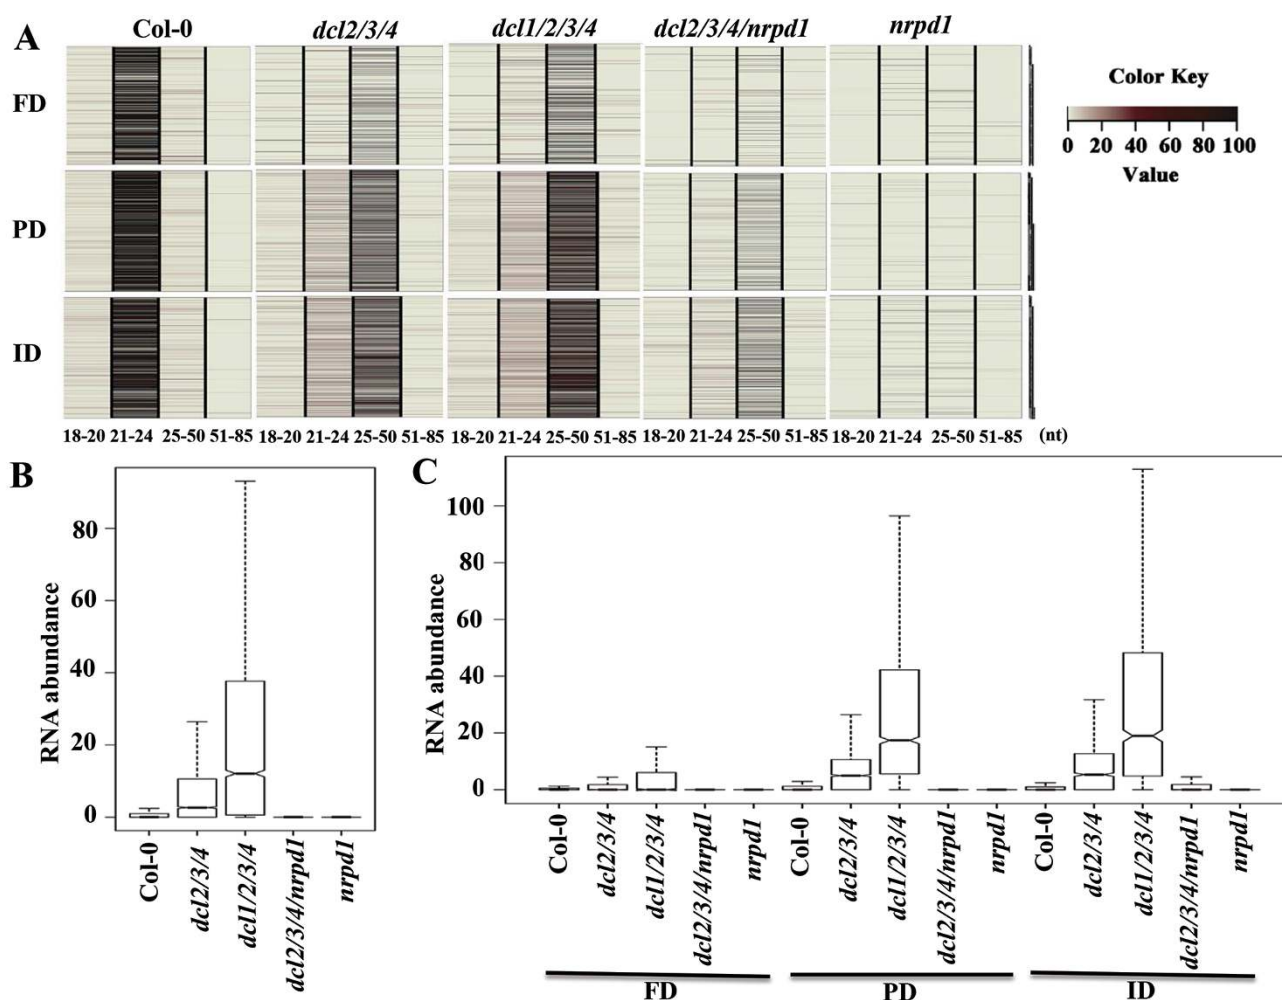 A
Col-0 dcl2/3/4 dcl1/2/3/4 dcl2/3/4/nrpd1 nrpd1
FD
PD
ID
Color Key
0 20 40 60 80 100
Value
18-20 21-24 25-50 51-85 18-20 21-24 25-50 51-85 18-20 21-24 25-50 51-85 18-20 21-24 25-50 51-85 18-20 21-24 25-50 51-85 (nt)
B
RNA abundance
80
60
40
20
0
Col-0
dcl2/3/4
dcl1/2/3/4
dcl2/3/4/nrpd1
nrpd1
C
RNA abundance
100
80
60
40
20
0
Col-0
dcl2/3/4
dcl1/2/3/4
dcl2/3/4/nrpd1
nrpd1
Col-0
dcl2/3/4
dcl1/2/3/4
dcl2/3/4/nrpd1
nrpd1
Col-0
dcl2/3/4
dcl1/2/3/4
dcl2/3/4/nrpd1
nrpd1
FD PD ID